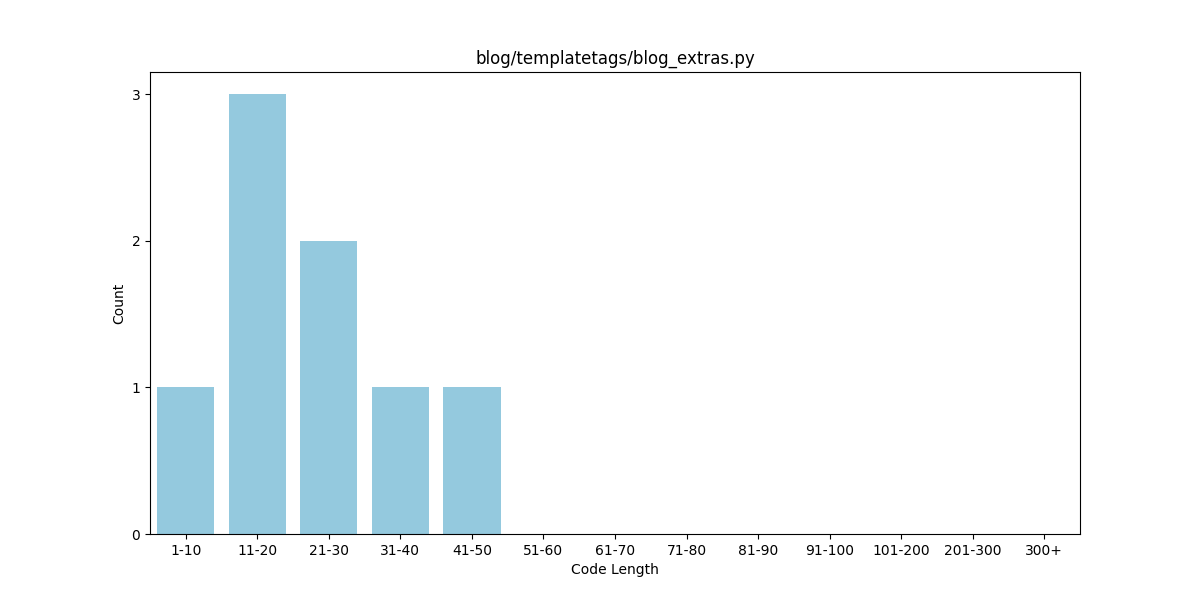 blog/templatetags/blog_extras.py
3
2
1
0
Count
1-10 11-20 21-30 31-40 41-50 51-60 61-70 71-80 81-90 91-100 101-200 201-300 300+
Code Length